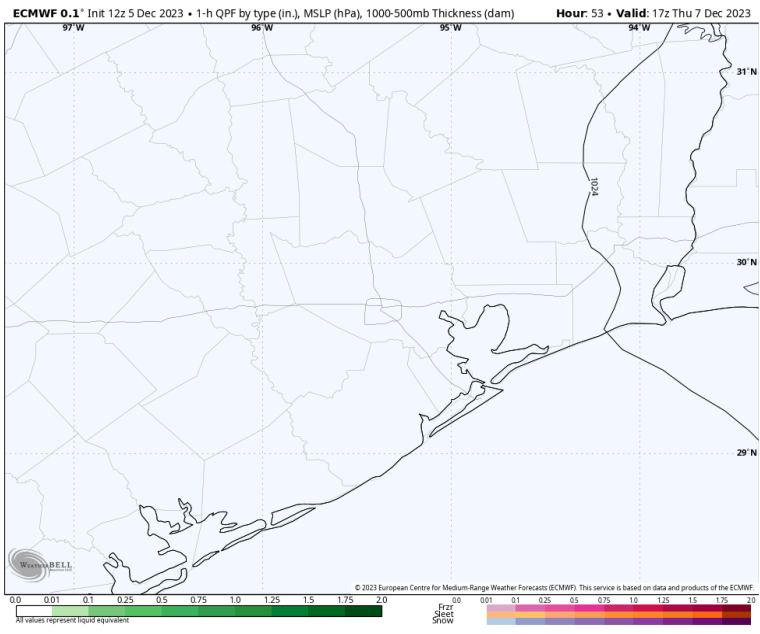 ECMWF 0.1° Init 12z 5 Dec 2023 • 1-h QPF by type (in.), MSLP (hPa), 1000-500mb Thickness (dam) Hour: 53 • Valid: 17z Thu 7 Dec 2023
97°W 96°W 95°W 94°W
31°N
1024
30°N
29°N
WeatherBELL
© 2023 European Centre for Medium-Range Weather Forecasts (ECMWF). This service is based on data and products of the ECMWF.
0.0 0.01 0.1 0.25 0.5 0.75 1.0 1.25 1.5 1.75 2.0
0.0 0.01 0.1 0.25 0.5 0.75 1.0 1.25 1.5 1.75 2.0
Frzr
Sleet
Snow
All values represent liquid equivalent